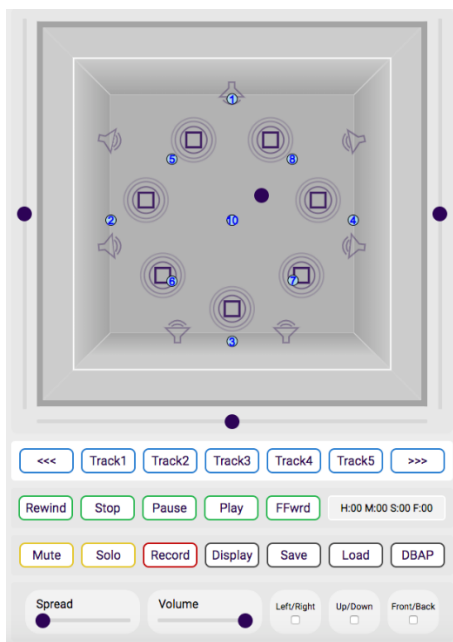 1
5
8
2
10
4
6
7
3
<<<
Track1
Track2
Track3
Track4
Track5
>>>
Rewind
Stop
Pause
Play
FFwrd
H:00 M:00 S:00 F:00
Mute
Solo
Record
Display
Save
Load
DBAP
Spread
Volume
Left/Right
Up/Down
Front/Back